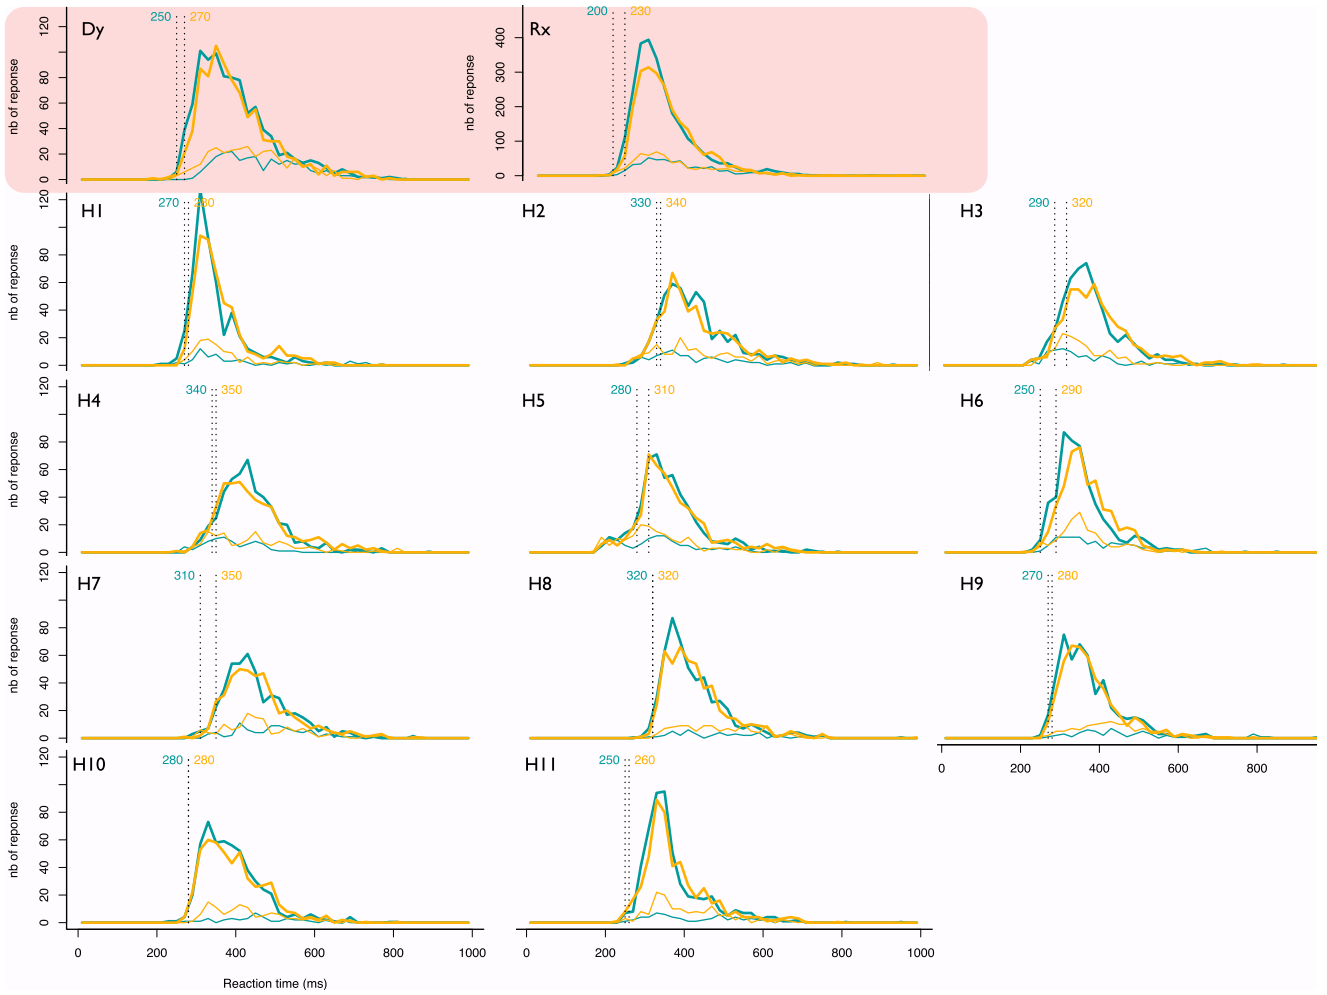 Dy
250 270
nb of reponse
120
80
60
40
20
0
Rx
200 230
nb of reponse
400
300
200
100
0
H1
270 280
nb of reponse
120
80
60
40
20
0
H2
330 340
H3
290 320
H4
340 350
nb of reponse
120
80
60
40
20
0
H5
280 310
H6
250 290
H7
310 350
nb of reponse
120
80
60
40
20
0
H8
320 320
H9
270 280
0 200 400 600 800
H10
280 280
nb of reponse
120
80
60
40
20
0
H11
250 260
0 200 400 600 800 1000
0 200 400 600 800 1000
Reaction time (ms)